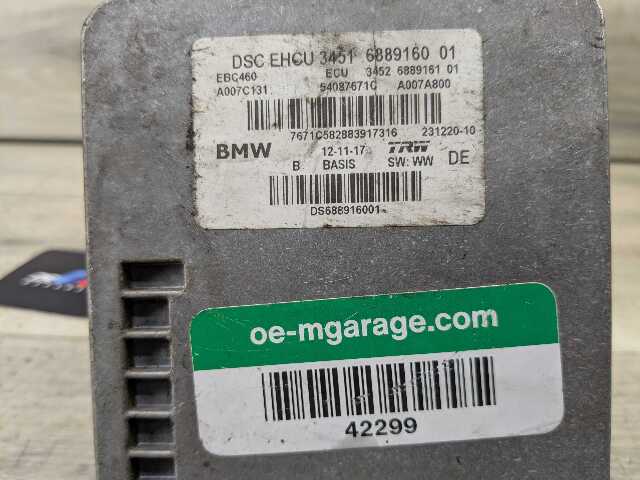 DSC EHCU 3451 6889160 01
EBC460 ECU 3452 6889161 01
A007C131 54087671C A007A800
7671C582883917316 231220-10
BMW 12-11-17 TRW
B BASIS SW: WW DE
DS688916001
oe-mgarage.com
42299